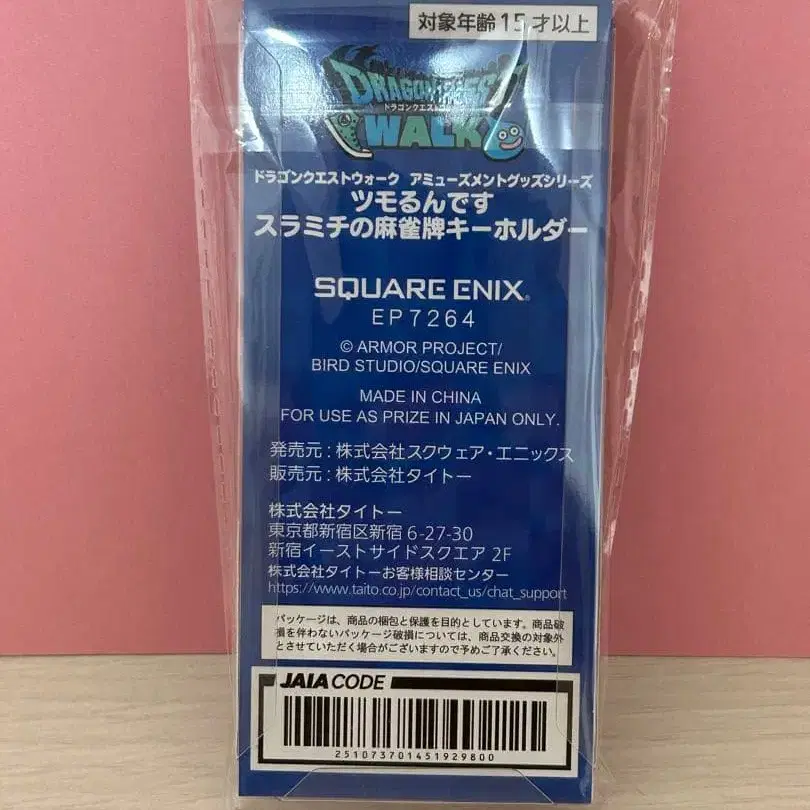 対象年齢15才以上
DRAGON QUEST
ドラゴンクエストウォーク
WALK
ドラゴンクエストウォーク アミューズメントグッズシリーズ
ツモるんです
スラミチの麻雀牌キーホルダー
SQUARE ENIX®
EP7264
© ARMOR PROJECT/
BIRD STUDIO/SQUARE ENIX
MADE IN CHINA
FOR USE AS PRIZE IN JAPAN ONLY.
発売元:株式会社スクウェア・エニックス
販売元:株式会社タイトー
株式会社タイトー
東京都新宿区新宿 6-27-30
新宿イーストサイドスクエア 2F
株式会社タイトーお客様相談センター
https://www.taito.co.jp/contact_us/chat_support
パッケージは、商品の梱包と保護を目的としています。商品破
損を伴わないパッケージ破損については、商品交換の対象外
とさせていただく場合がございますので予めご了承ください。
JAIA CODE
251073701451929800